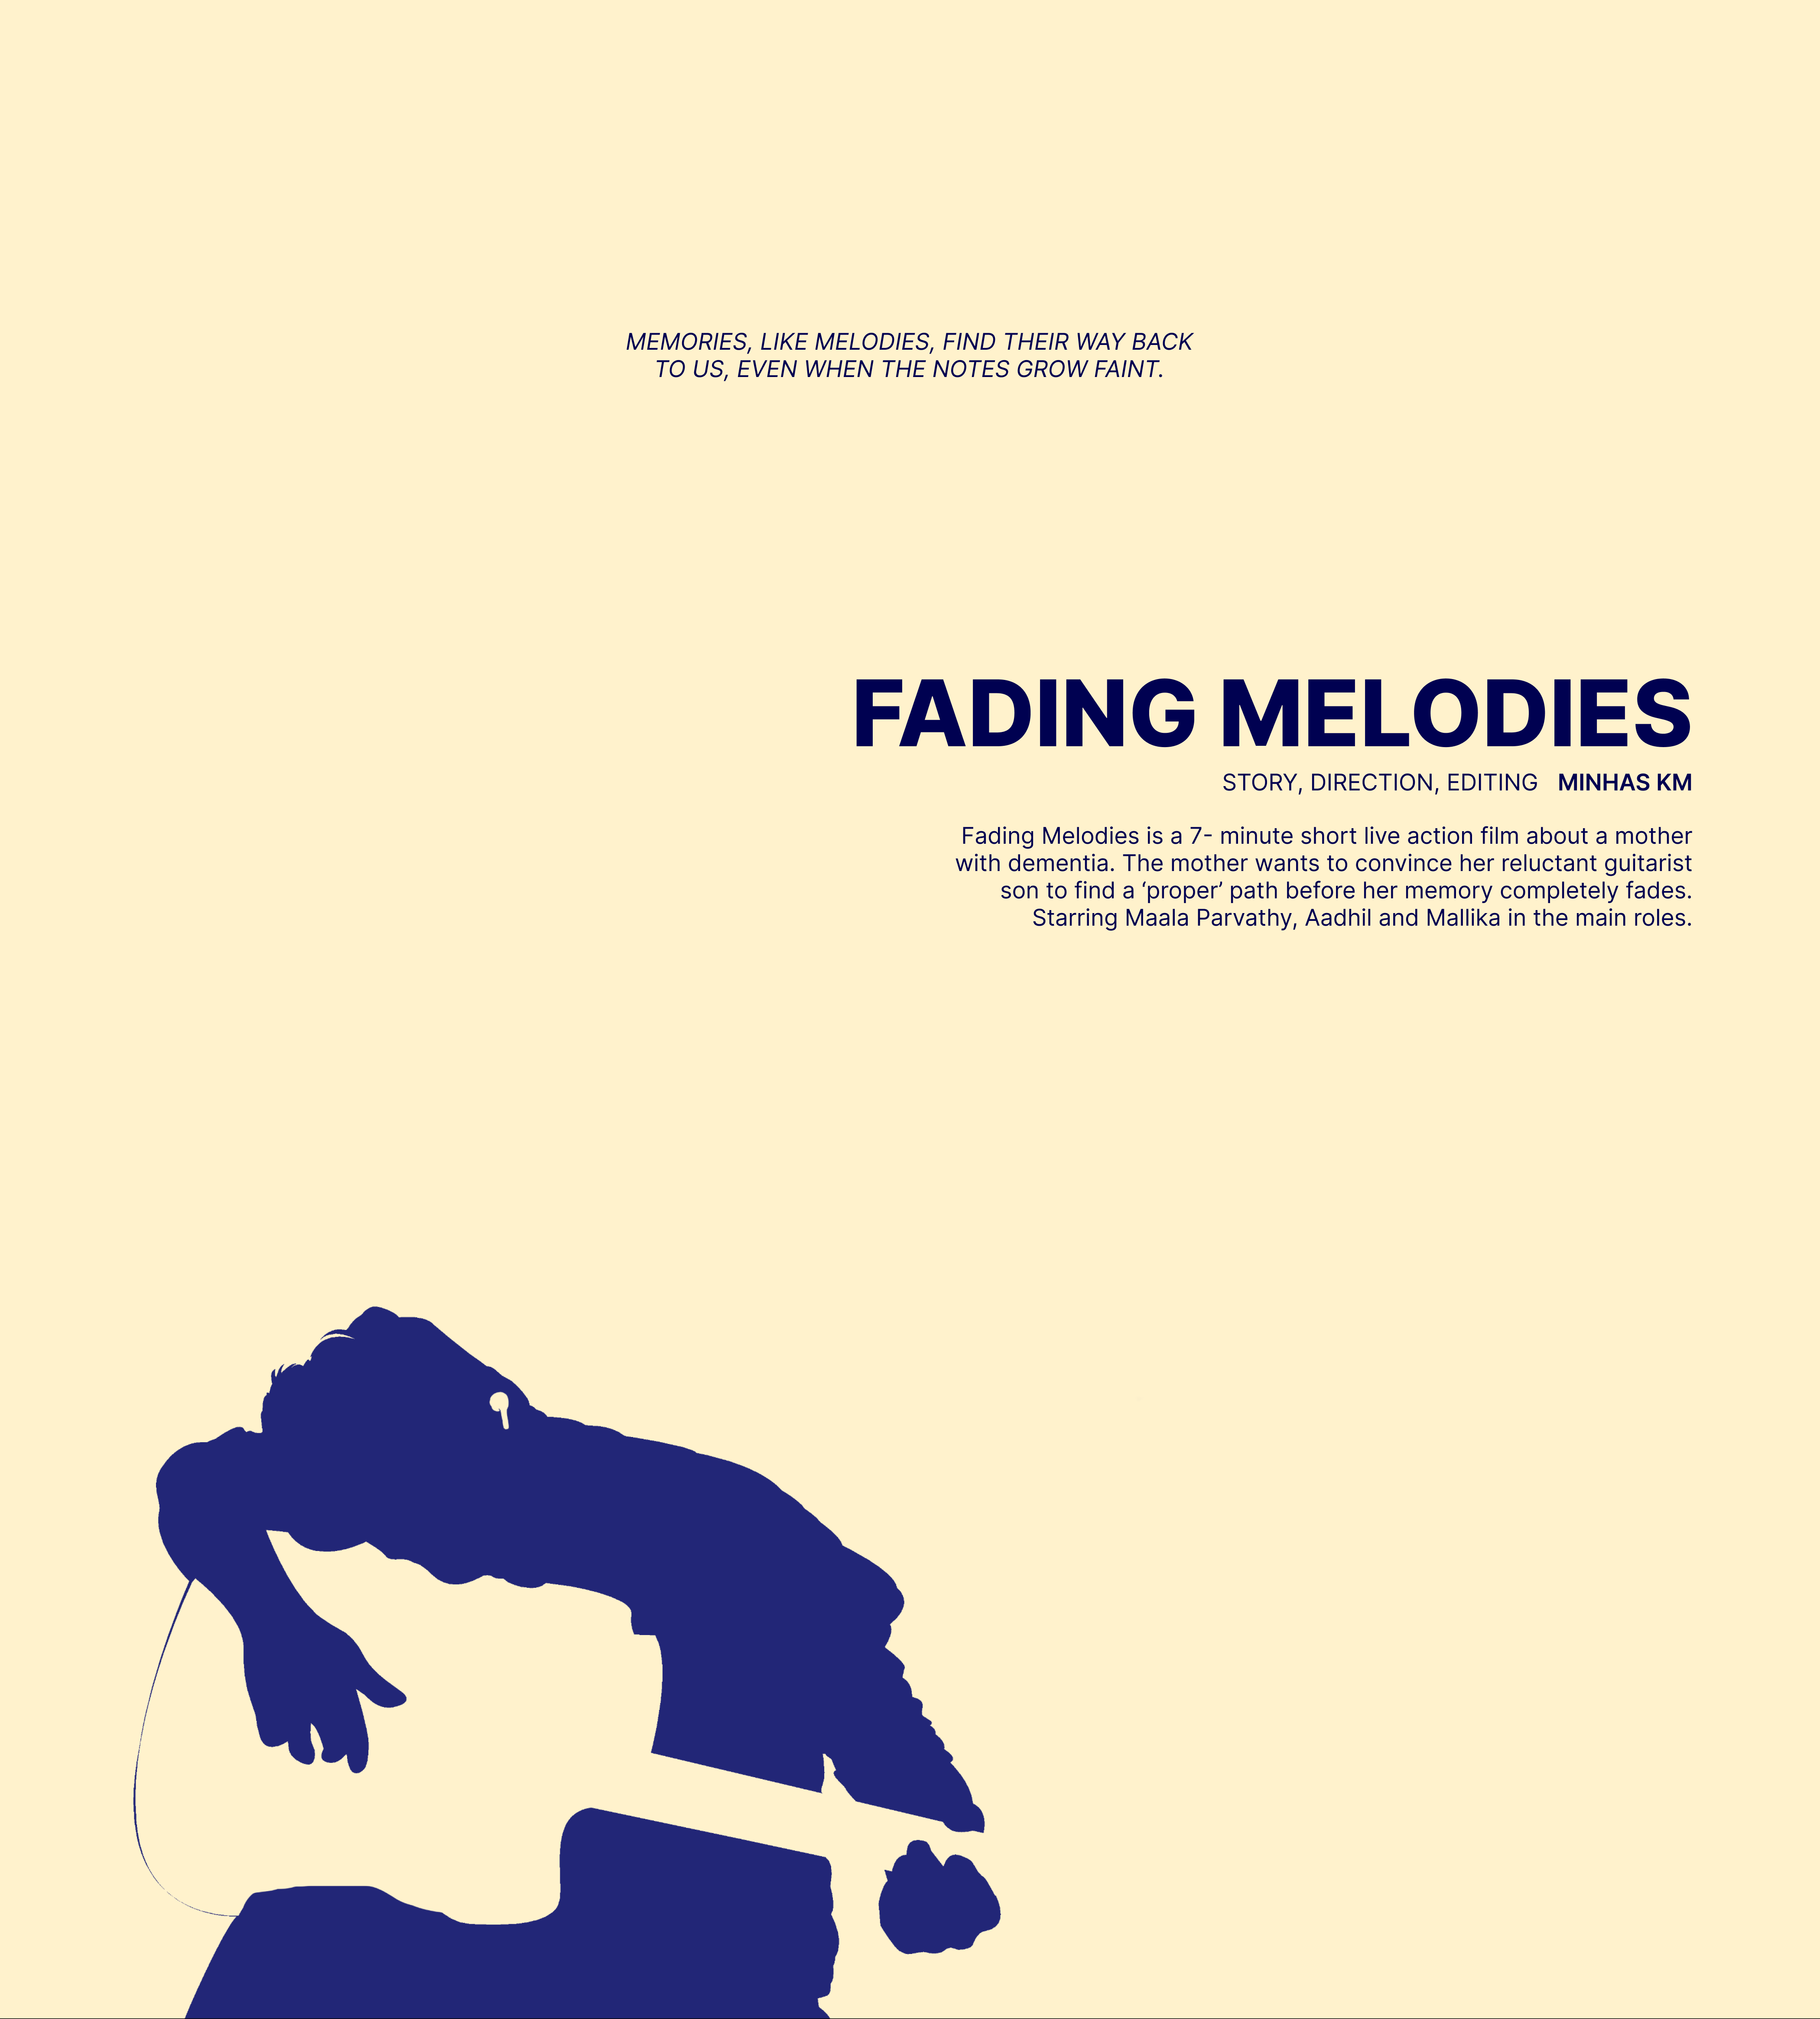 MEMORIES, LIKE MELODIES, FIND THEIR WAY BACK
TO US, EVEN WHEN THE NOTES GROW FAINT.
FADING MELODIES
STORY, DIRECTION, EDITING MINHAS KM
Fading Melodies is a 7- minute short live action film about a mother
with dementia. The mother wants to convince her reluctant guitarist
son to find a ‘proper’ path before her memory completely fades.
Starring Maala Parvathy, Aadhil and Mallika in the main roles.